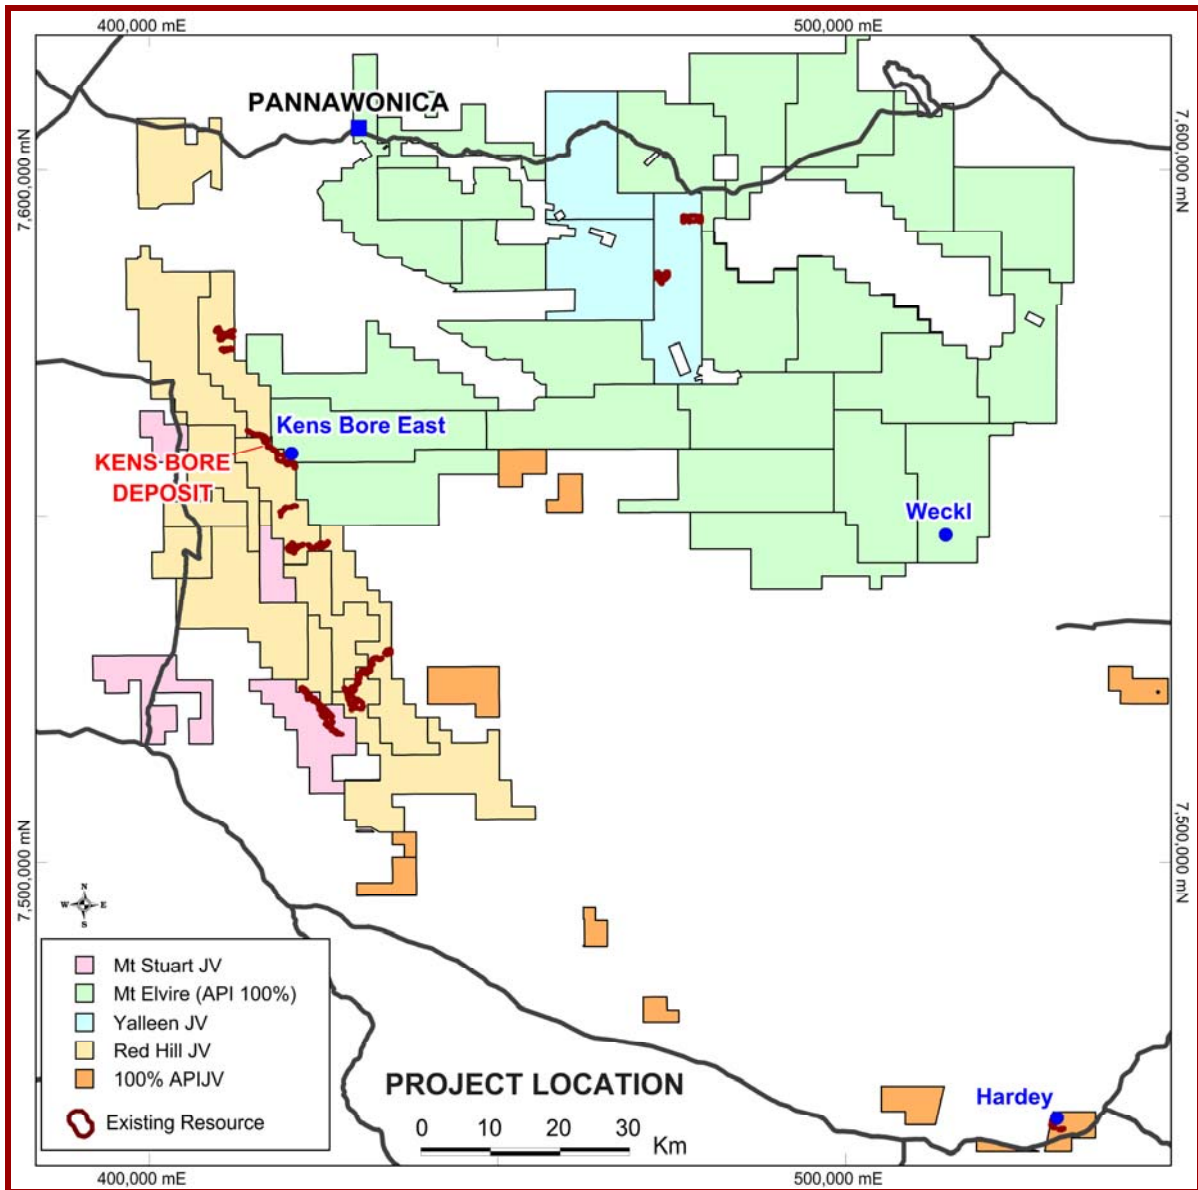 400,000 mE
500,000 mE
PANNAWONICA
7,600,000 mN
7,600,000 mN
Kens Bore East
KENS BORE
DEPOSIT
Weckl
7,500,000 mN
7,500,000 mN
N
W E
S
Mt Stuart JV
Mt Elvire (API 100%)
Yalleen JV
Red Hill JV
100% APIJV
Existing Resource
PROJECT LOCATION
0 10 20 30
Km
Hardey
400,000 mE
500,000 mE